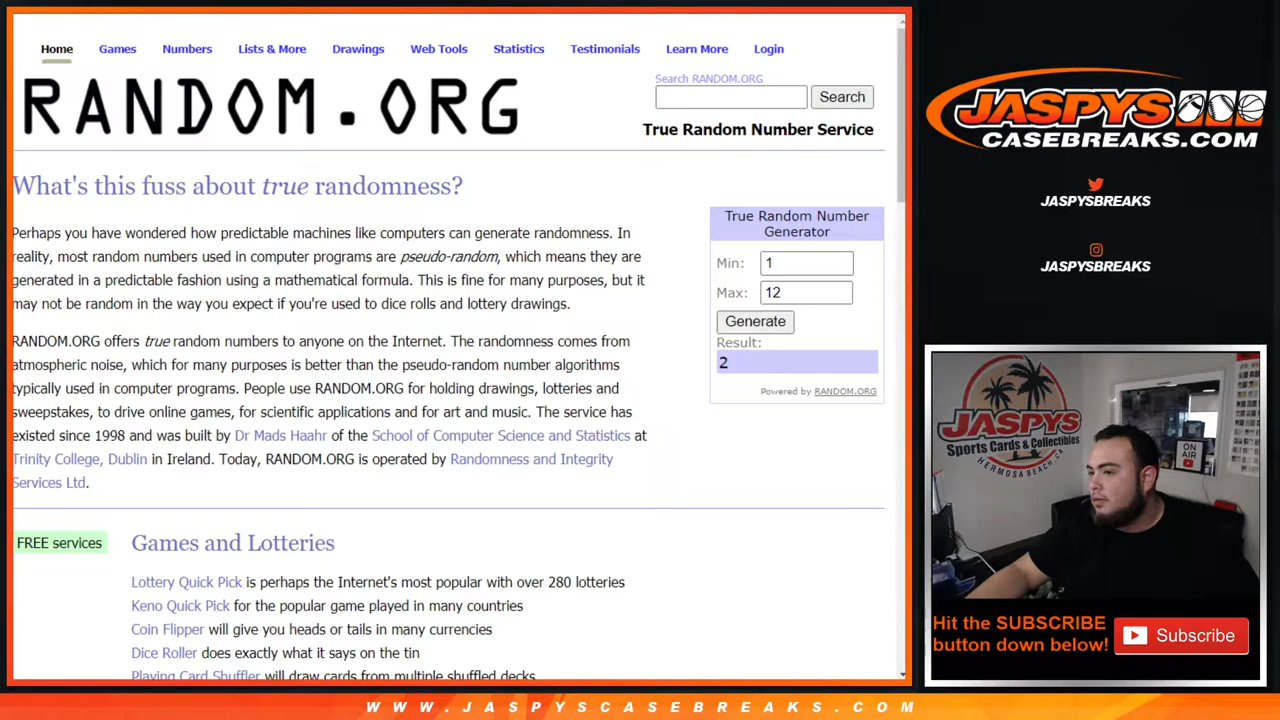 Home Games Numbers Lists & More Drawings Web Tools Statistics Testimonials Learn More Login
RANDOM.ORG
Search RANDOM.ORG
Search
True Random Number Service
What's this fuss about true randomness?
Perhaps you have wondered how predictable machines like computers can generate randomness. In
reality, most random numbers used in computer programs are pseudo-random, which means they are
generated in a predictable fashion using a mathematical formula. This is fine for many purposes, but it
may not be random in the way you expect if you're used to dice rolls and lottery drawings.
RANDOM.ORG offers true random numbers to anyone on the Internet. The randomness comes from
atmospheric noise, which for many purposes is better than the pseudo-random number algorithms
typically used in computer programs. People use RANDOM.ORG for holding drawings, lotteries and
sweepstakes, to drive online games, for scientific applications and for art and music. The service has
existed since 1998 and was built by Dr Mads Haahr of the School of Computer Science and Statistics at
Trinity College, Dublin in Ireland. Today, RANDOM.ORG is operated by Randomness and Integrity
Services Ltd.
True Random Number
Generator
Min: 1
Max: 12
Generate
Result:
2
Powered by RANDOM.ORG
FREE services
Games and Lotteries
Lottery Quick Pick is perhaps the Internet's most popular with over 280 lotteries
Keno Quick Pick for the popular game played in many countries
Coin Flipper will give you heads or tails in many currencies
Dice Roller does exactly what it says on the tin
Playing Card Shuffler will draw cards from multiple shuffled decks
JASPYS
CASEBREAKS.COM
JASPYSBREAKS
JASPYSBREAKS
JASPYS
Sports Cards & Collectibles
HERMOSA BEACH, CA
ON
AIR
Hit the SUBSCRIBE
button down below!
Subscribe
WWW.JASPYSCASEBREAKS.COM